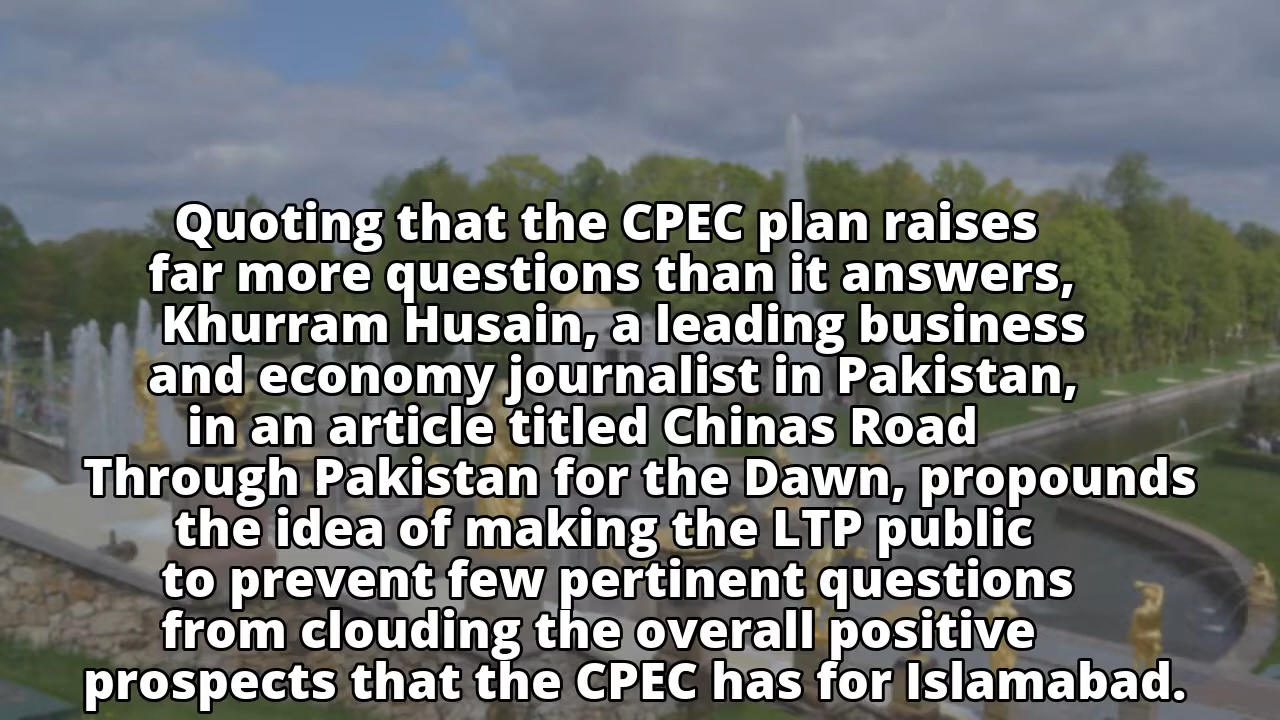 Quoting that the CPEC plan raises
far more questions than it answers,
Khurram Husain, a leading business
and economy journalist in Pakistan,
in an article titled Chinas Road
Through Pakistan for the Dawn, propounds
the idea of making the LTP public
to prevent few pertinent questions
from clouding the overall positive
prospects that the CPEC has for Islamabad.